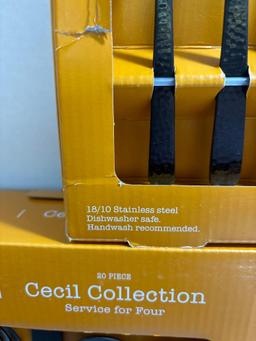 18/10 Stainless steel
Dishwasher safe.
Handwash recommended.
20 PIECE
Cecil Collection
Service for Four